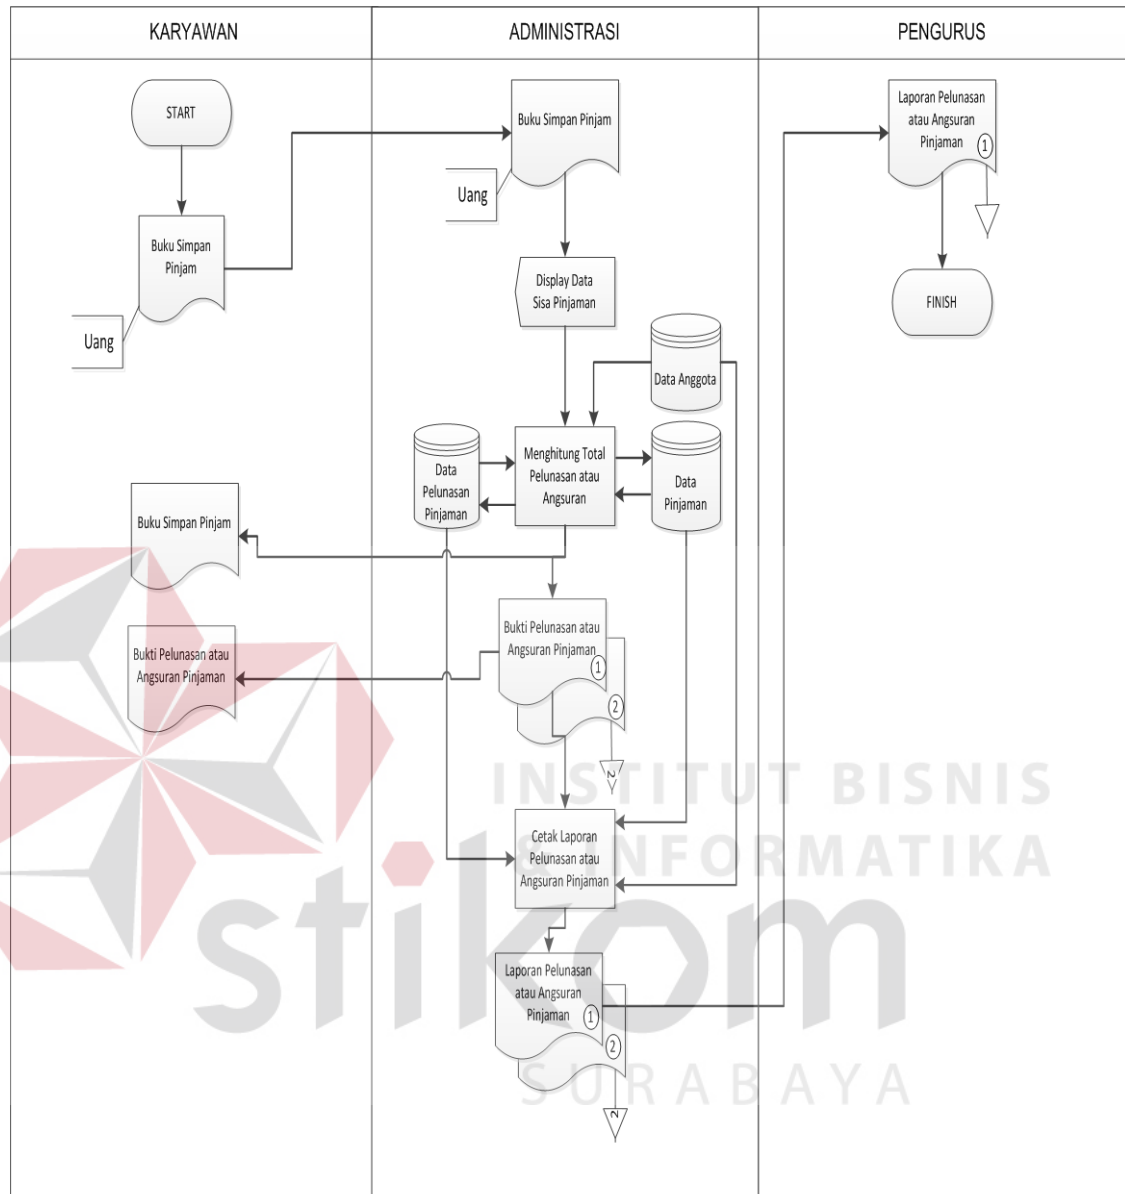 KARYAWAN
ADMINISTRASI
PENGURUS
START
Buku Simpan
Pinjam
Uang
Buku Simpan Pinjam
Uang
Display Data
Sisa Pinjaman
Data Anggota
Menghitung Total
Pelunasan atau
Angsuran
Data
Pelunasan
Pinjaman
Data
Pinjaman
Buku Simpan Pinjam
Bukti Pelunasan atau
Angsuran Pinjaman
1
2
2
Bukti Pelunasan atau
Angsuran Pinjaman
Cetak Laporan
Pelunasan atau
Angsuran Pinjaman
Laporan Pelunasan
atau Angsuran
Pinjaman
1
2
2
Laporan Pelunasan
atau Angsuran
Pinjaman
1
FINISH
INSTITUT BISNIS
& INFORMATIKA
stikom
SURABAYA